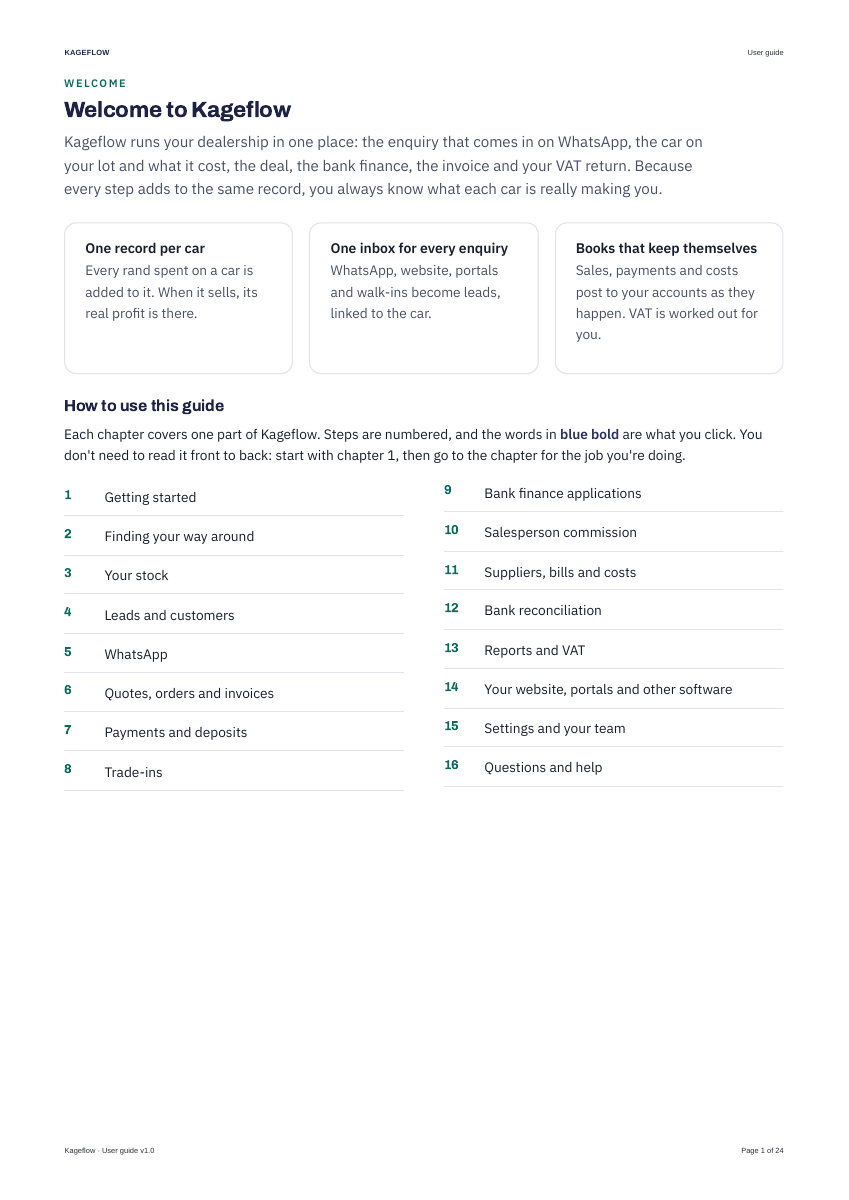 KAGEFLOW
User guide
WELCOME
Welcome to Kageflow
Kageflow runs your dealership in one place: the enquiry that comes in on WhatsApp, the car on
your lot and what it cost, the deal, the bank finance, the invoice and your VAT return. Because
every step adds to the same record, you always know what each car is really making you.
One record per car
Every rand spent on a car is
added to it. When it sells, its
real profit is there.
One inbox for every enquiry
WhatsApp, website, portals
and walk-ins become leads,
linked to the car.
Books that keep themselves
Sales, payments and costs
post to your accounts as they
happen. VAT is worked out for
you.
How to use this guide
Each chapter covers one part of Kageflow. Steps are numbered, and the words in blue bold are what you click. You
don't need to read it front to back: start with chapter 1, then go to the chapter for the job you're doing.
1 Getting started
2 Finding your way around
3 Your stock
4 Leads and customers
5 WhatsApp
6 Quotes, orders and invoices
7 Payments and deposits
8 Trade-ins
9 Bank finance applications
10 Salesperson commission
11 Suppliers, bills and costs
12 Bank reconciliation
13 Reports and VAT
14 Your website, portals and other software
15 Settings and your team
16 Questions and help
Kageflow · User guide v1.0
Page 1 of 24